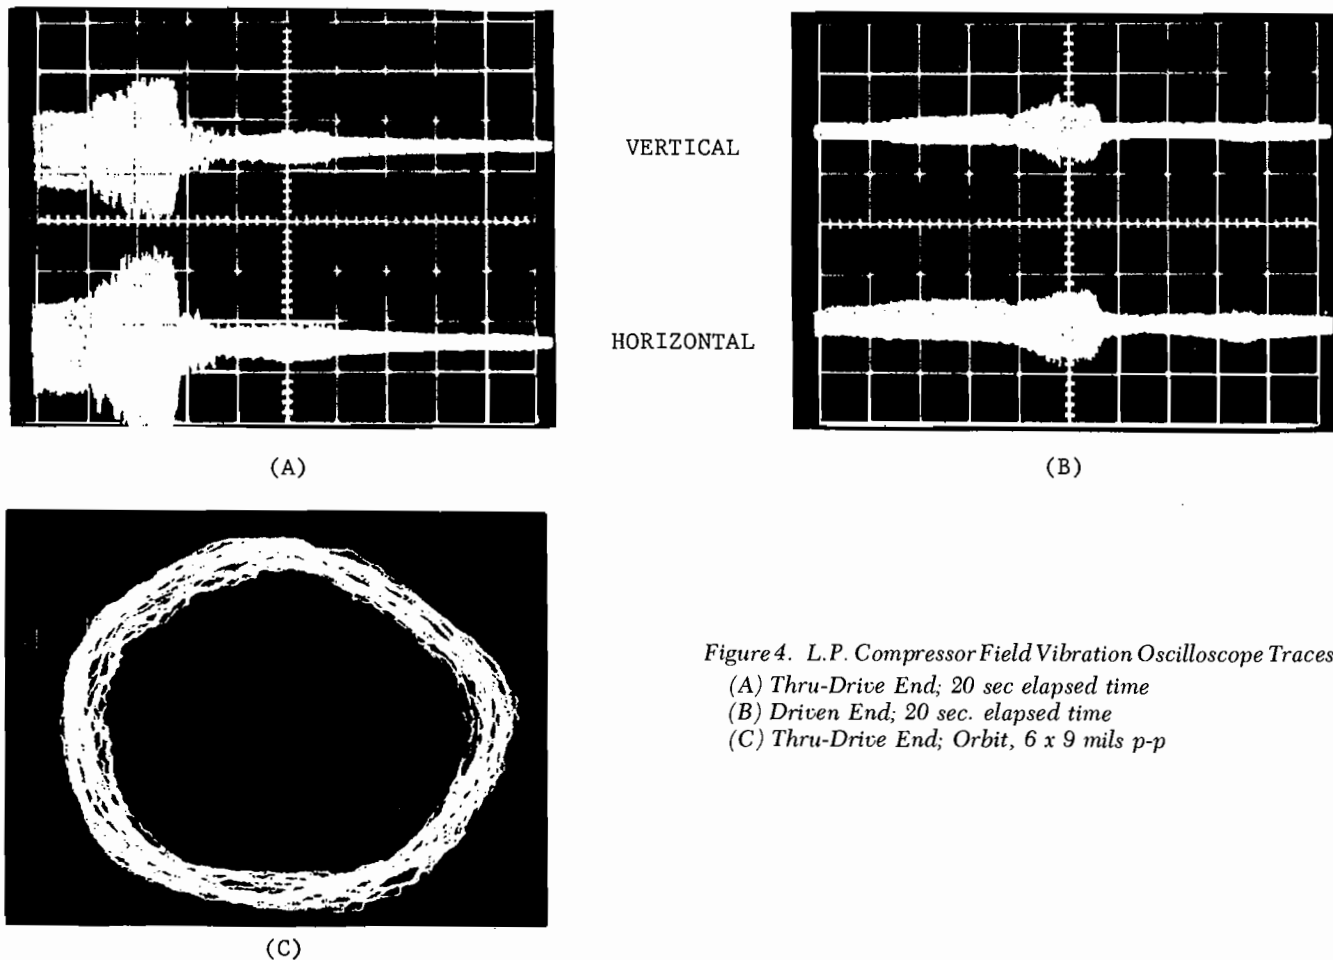 VERTICAL
HORIZONTAL
(A)
(B)
(C)
Figure 4. L.P. Compressor Field Vibration Oscilloscope Traces
(A) Thru-Drive End; 20 sec elapsed time
(B) Driven End; 20 sec. elapsed time
(C) Thru-Drive End; Orbit, 6 x 9 mils p-p